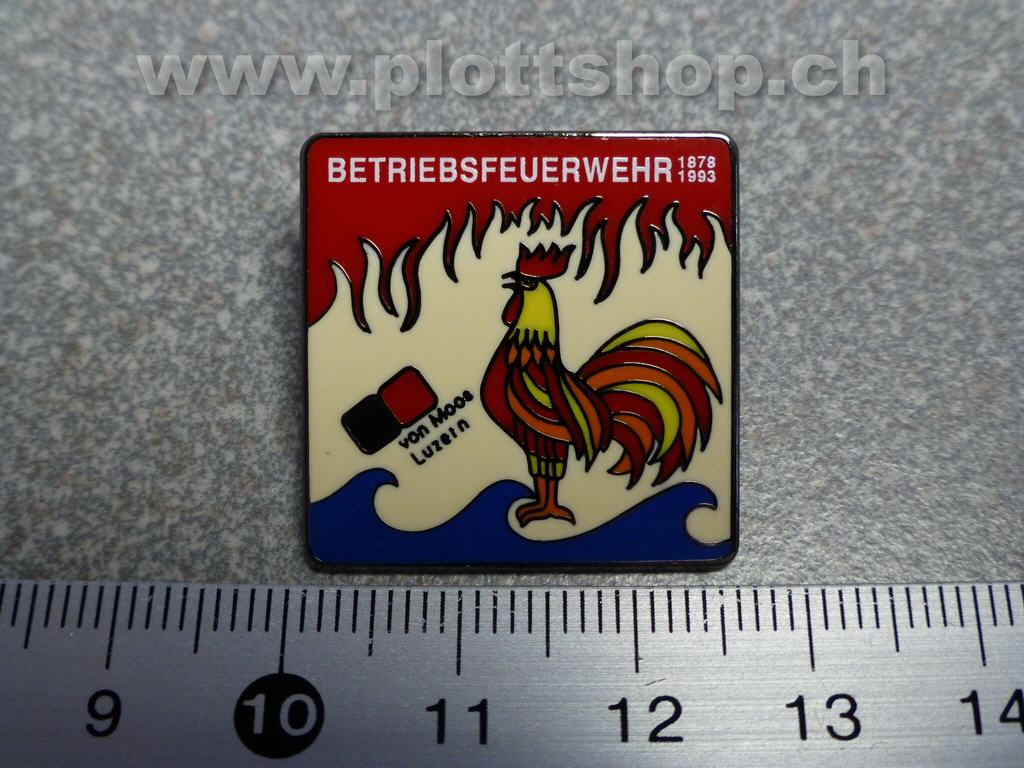 www.plottshop.ch
BETRIEBSFEUERWEHR 1878
1993
von Moos
Luzern
9 10 11 12 13 14